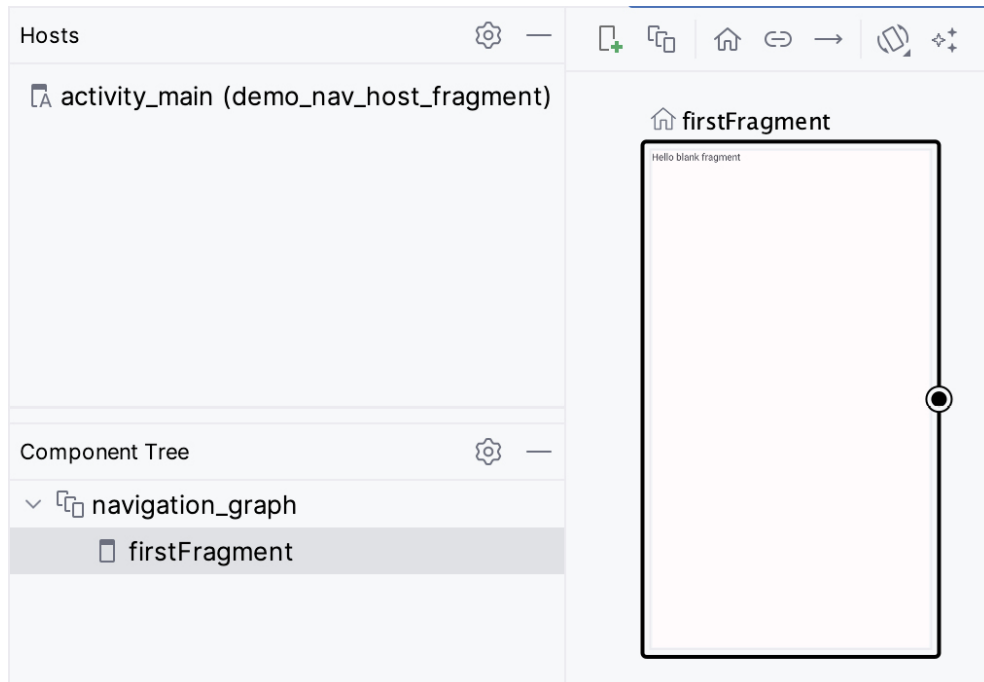 Hosts
activity_main (demo_nav_host_fragment)
Component Tree
navigation_graph
firstFragment
firstFragment
Hello blank fragment